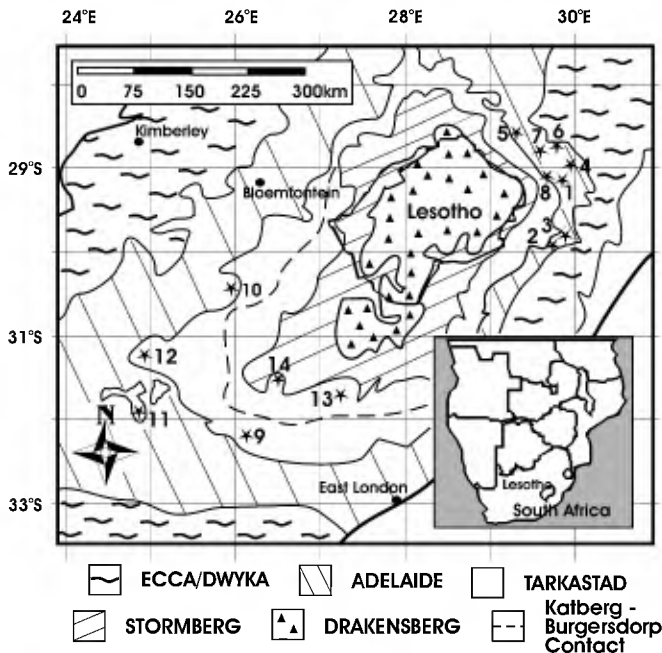 24°E 26°E 28°E 30°E
0 75 150 225 300km
Kimberley
5 7 6
29°S
4
Bloemfontein
8 1
Lesotho
3
2
10
31°S
12
14
13
N
11
9
Lesotho
East London
33°S
South Africa
ECCA/DWYKA ADELAIDE TARKASTAD
STORMBERG DRAKENSBERG Katberg -
Burgersdorp
Contact